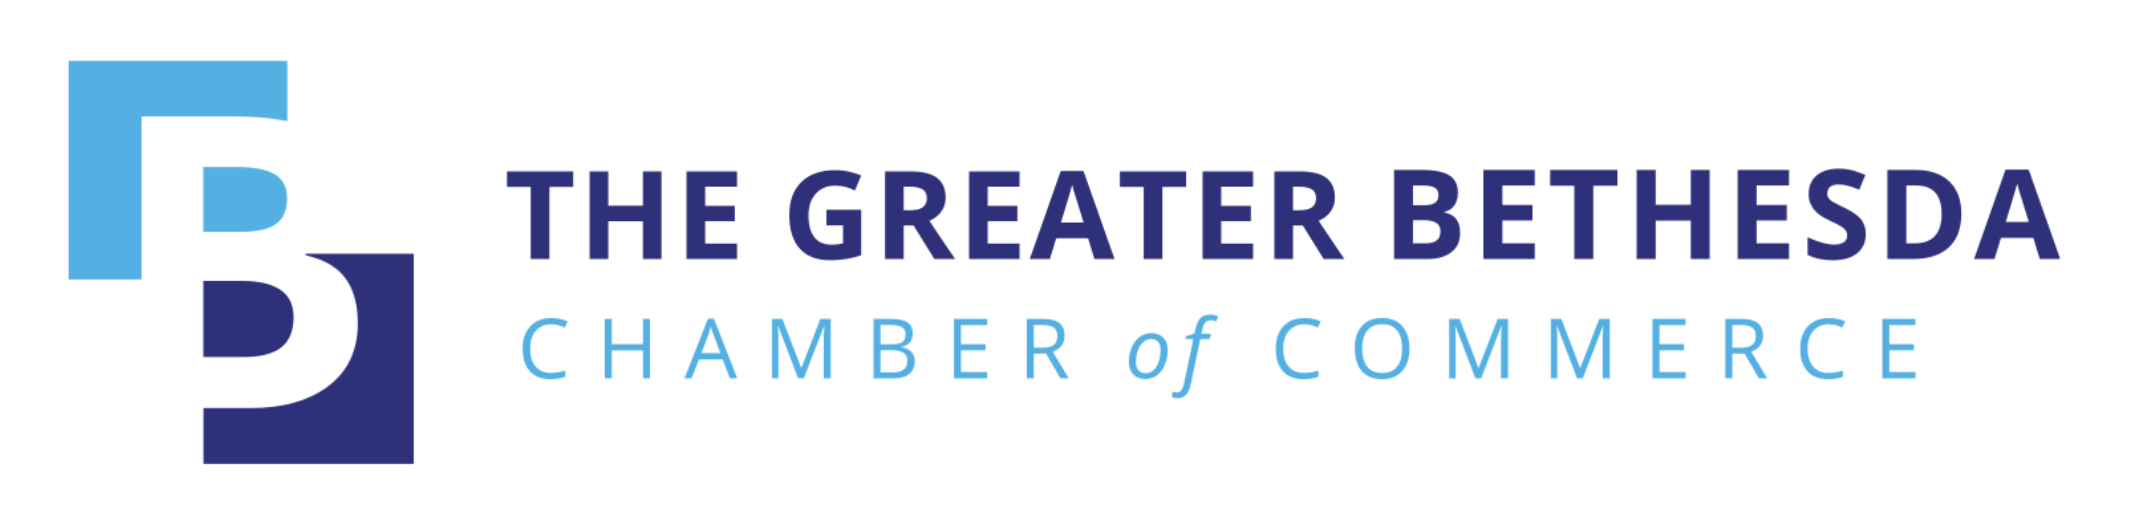 B
THE GREATER BETHESDA
CHAMBER of COMMERCE